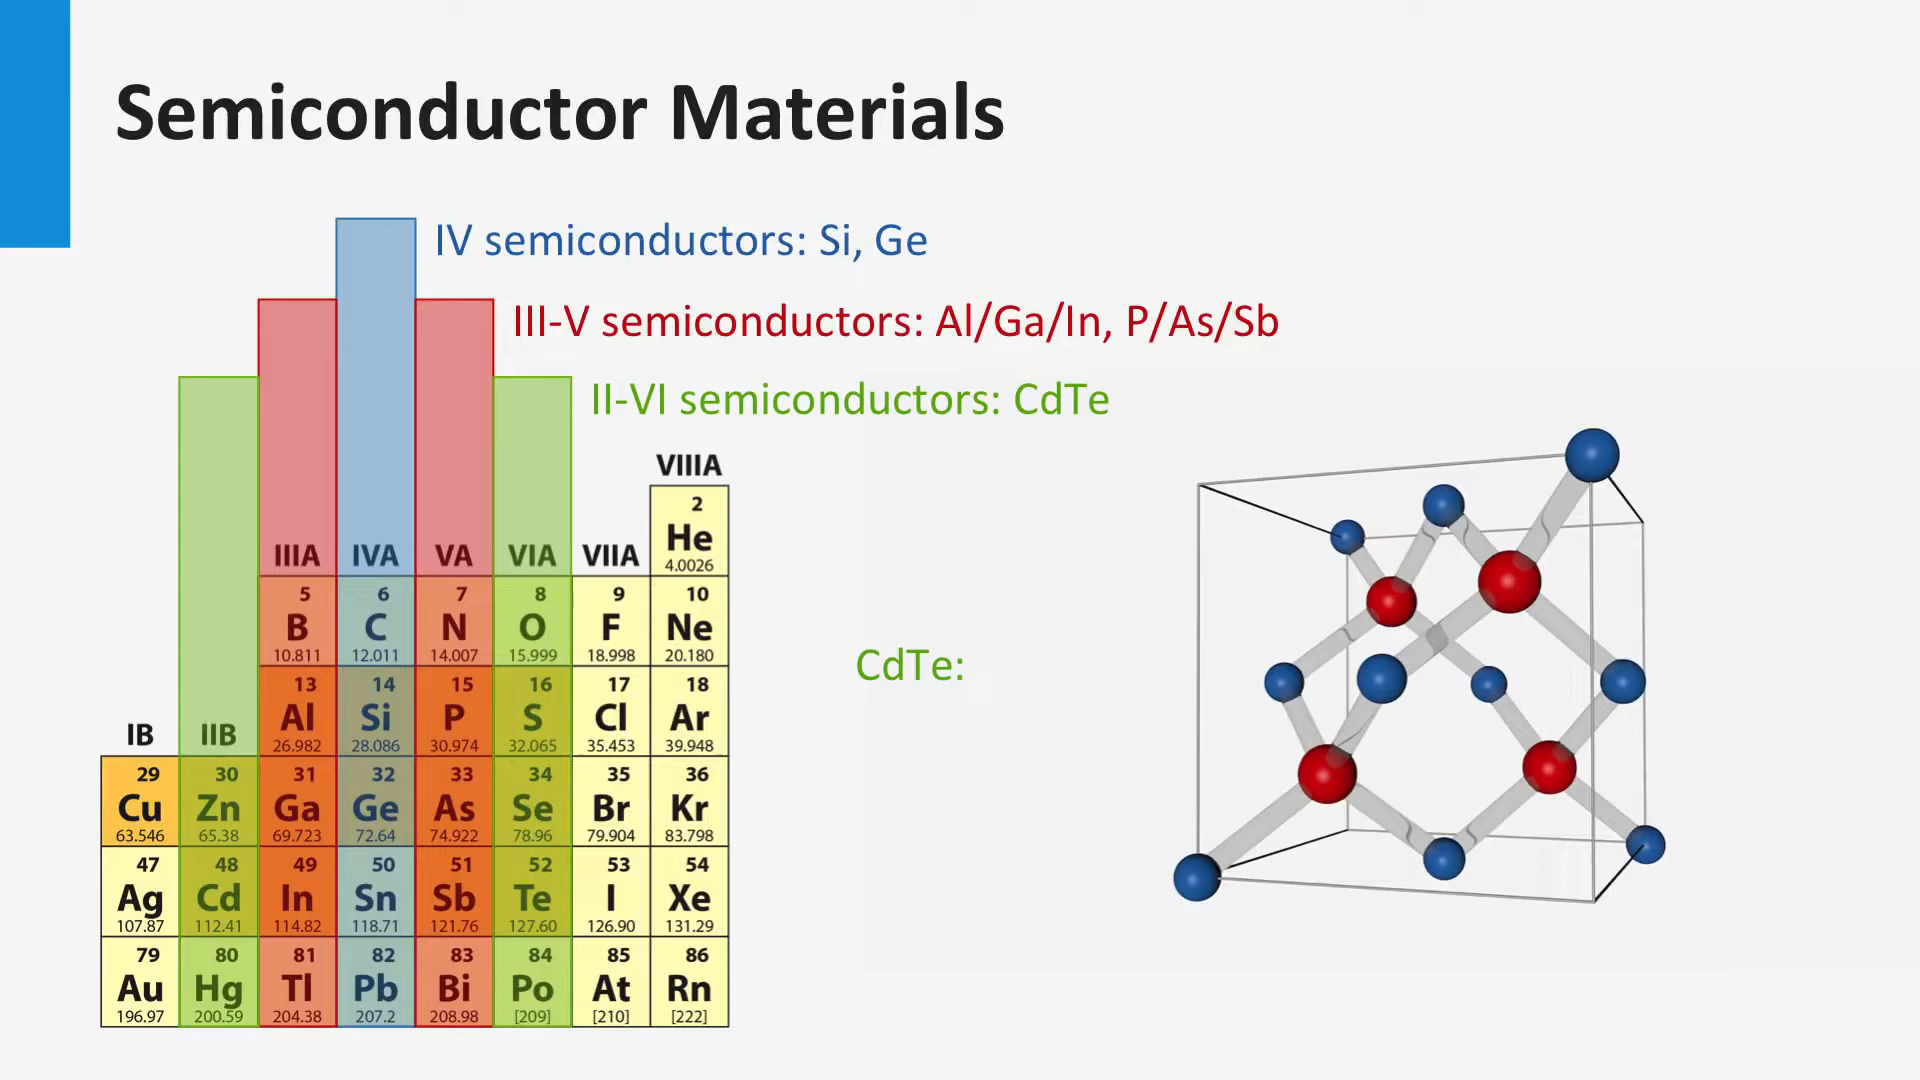 Semiconductor Materials
IV semiconductors: Si, Ge
III-V semiconductors: Al/Ga/In, P/As/Sb
II-VI semiconductors: CdTe
VIIIA
2
He
4.0026
IIIA IVA VA VIA VIIA
5 6 7 8 9 10
B C N O F Ne
10.811 12.011 14.007 15.999 18.998 20.180
13 14 15 16 17 18
Al Si P S Cl Ar
26.982 28.086 30.974 32.065 35.453 39.948
IB IIB
29 30 31 32 33 34 35 36
Cu Zn Ga Ge As Se Br Kr
63.546 65.38 69.723 72.64 74.922 78.96 79.904 83.798
47 48 49 50 51 52 53 54
Ag Cd In Sn Sb Te I Xe
107.87 112.41 114.82 118.71 121.76 127.60 126.90 131.29
79 80 81 82 83 84 85 86
Au Hg Tl Pb Bi Po At Rn
196.97 200.59 204.38 207.2 208.98 [209] [210] [222]
CdTe: